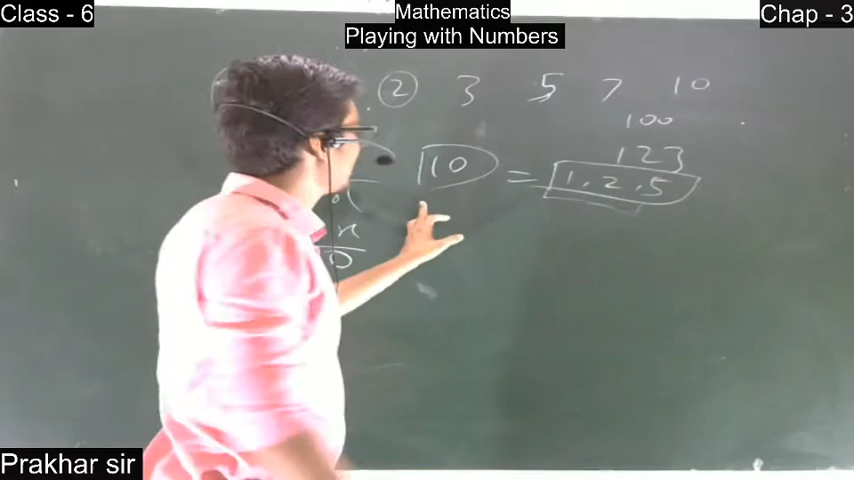 Class - 6
Mathematics
Chap - 3
Playing with Numbers
2 3 5 7 10
100
123
10 = 1, 2, 5
Prakhar sir